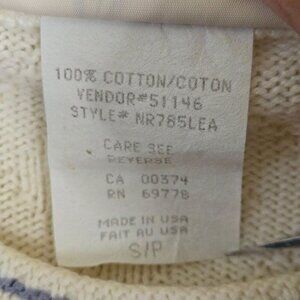 100% COTTON/COTON
VENDOR#51146
STYLE# NR785LEA
CARE SEE
REVERSE
CA 00374
RN 69778
MADE IN USA
FAIT AU USA
S/P